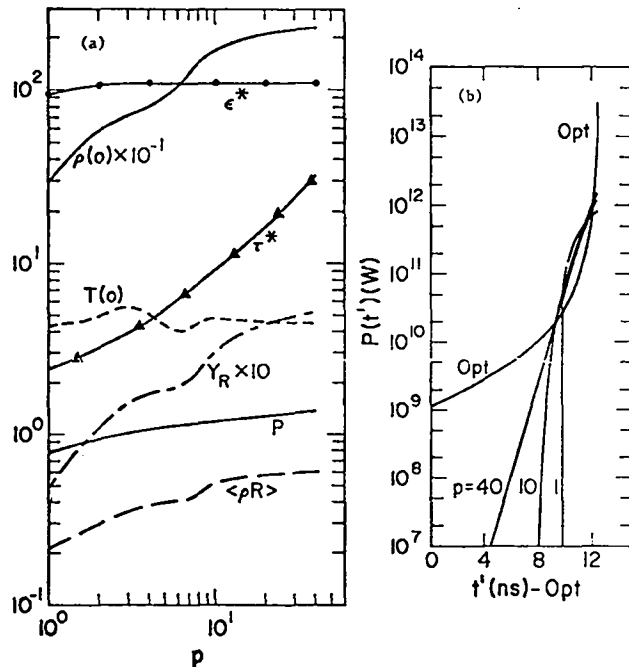 (a)
10²
ε*
ρ(o)×10⁻¹
τ*
10¹
T(o)
Y_R×10
10⁰
P
<ρR>
10⁻¹
10⁰
10¹
p
(b)
10¹⁴
10¹³
10¹²
10¹¹
10¹⁰
10⁹
10⁸
10⁷
P(t')(W)
Opt
Opt
p=40
10
1
0
4
8
12
t'(ns)-Opt